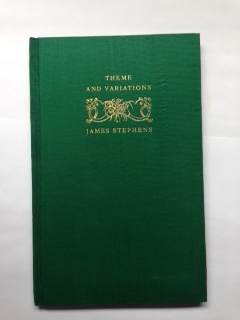 THEME
AND VARIATIONS
JAMES STEPHENS